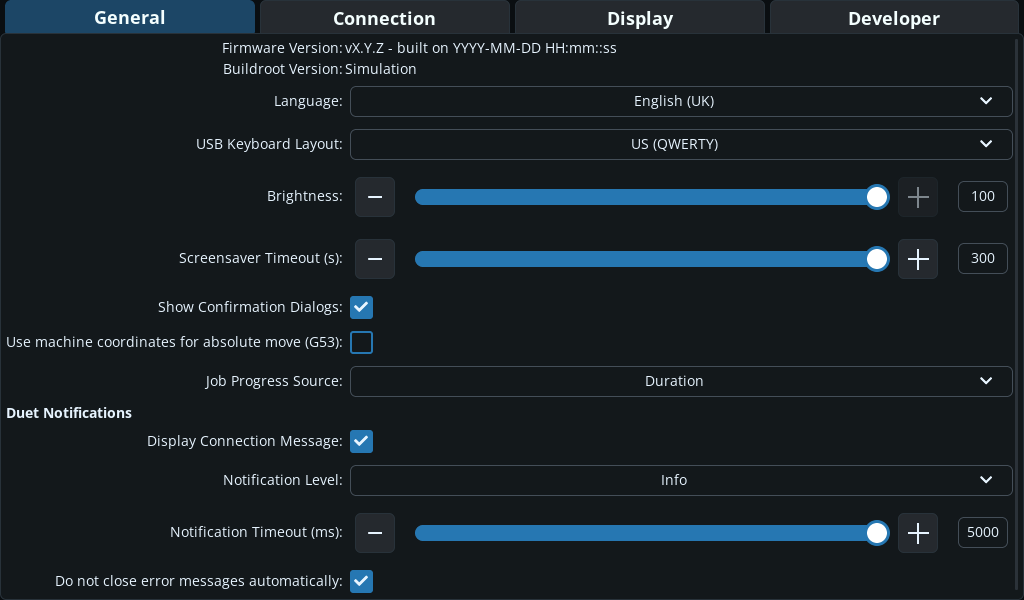 General Connection Display Developer
Firmware Version: vX.Y.Z - built on YYYY-MM-DD HH:mm::ss
Buildroot Version: Simulation
Language: English (UK)
USB Keyboard Layout: US (QWERTY)
Brightness: 100
Screensaver Timeout (s): 300
Show Confirmation Dialogs:
Use machine coordinates for absolute move (G53):
Job Progress Source: Duration
Duet Notifications
Display Connection Message:
Notification Level: Info
Notification Timeout (ms): 5000
Do not close error messages automatically: